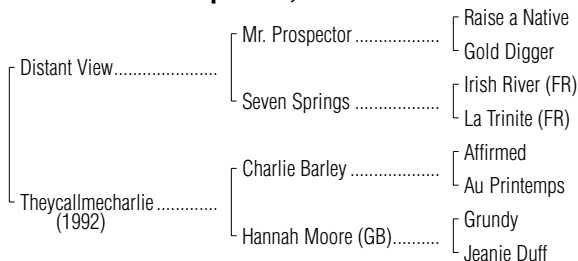 Raise a Native
Mr. Prospector ....................
Gold Digger
Distant View......................
Irish River (FR)
Seven Springs ....................
La Trinite (FR)
Affirmed
Charlie Barley .....................
Au Printemps
Theycallmecharlie .............
(1992)
Grundy
Hannah Moore (GB)..........
Jeanie Duff